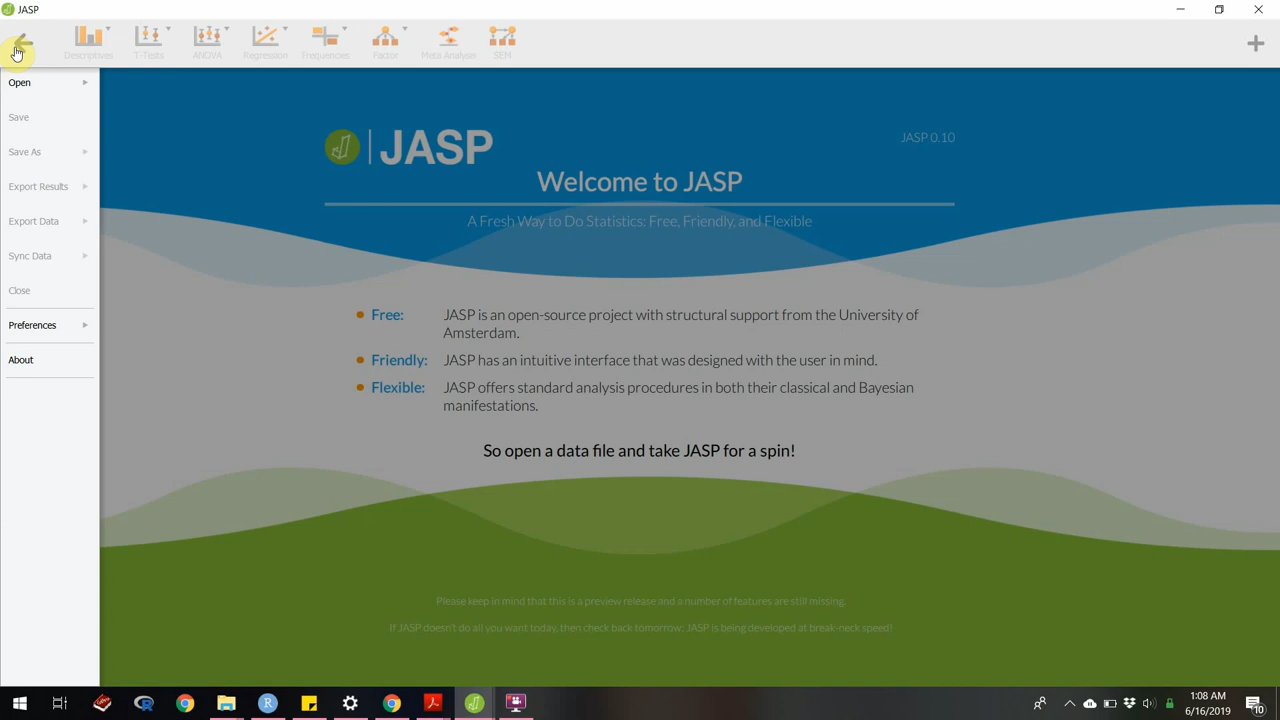 JASP
Descriptives
T-Tests
ANOVA
Regression
Frequencies
Factor
Meta Analysis
SEM
Open
Save
Save As
Export Results
Export Data
Sync Data
Close
Preferences
About
JASP
JASP 0.10
Welcome to JASP
A Fresh Way to Do Statistics: Free, Friendly, and Flexible
Free: JASP is an open-source project with structural support from the University of
Amsterdam.
Friendly: JASP has an intuitive interface that was designed with the user in mind.
Flexible: JASP offers standard analysis procedures in both their classical and Bayesian
manifestations.
So open a data file and take JASP for a spin!
Please keep in mind that this is a preview release and a number of features are still missing.
If JASP doesn't do all you want today, then check back tomorrow: JASP is being developed at break-neck speed!
1:08 AM
6/16/2019
10